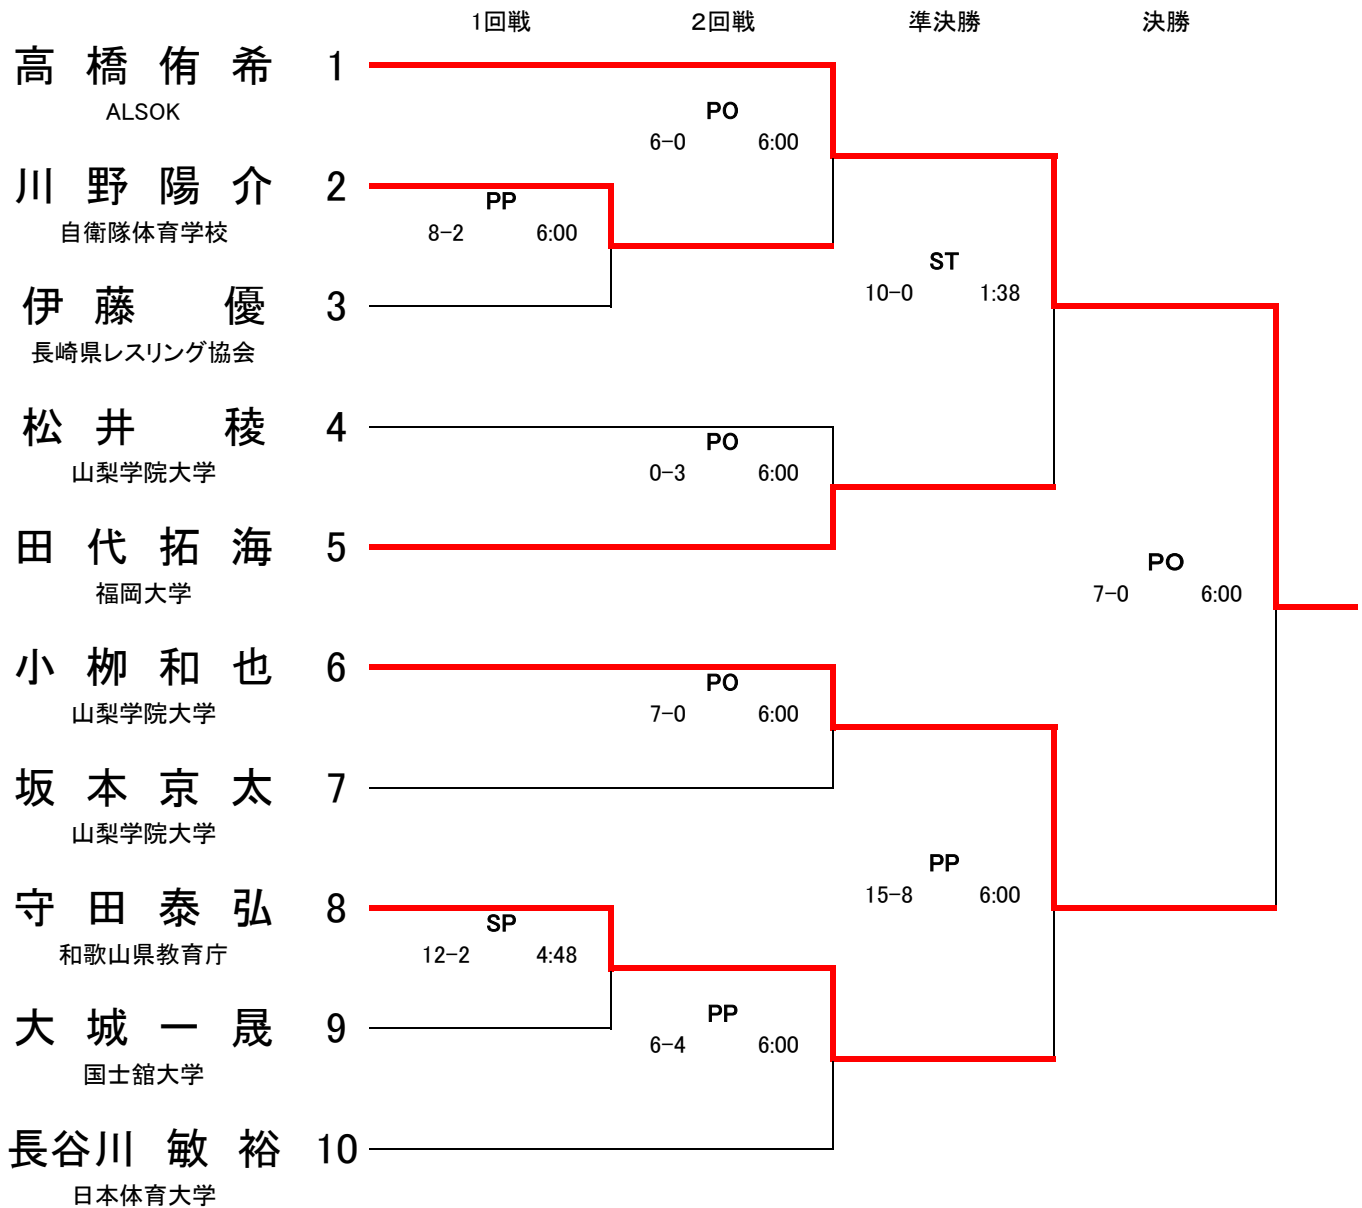 1回戦 2回戦 準決勝 決勝
高橋侑希 1
ALSOK
PO
6-0 6:00
川野陽介 2
PP
自衛隊体育学校
8-2 6:00
ST
伊藤 優 3
10-0 1:38
長崎県レスリング協会
松井 稜 4
PO
山梨学院大学
0-3 6:00
田代拓海 5
PO
福岡大学
7-0 6:00
小栁和也 6
PO
山梨学院大学
7-0 6:00
坂本京太 7
山梨学院大学
PP
15-8 6:00
守田泰弘 8
SP
和歌山県教育庁
12-2 4:48
PP
大城一晟 9
6-4 6:00
国士舘大学
長谷川敏裕 10
日本体育大学